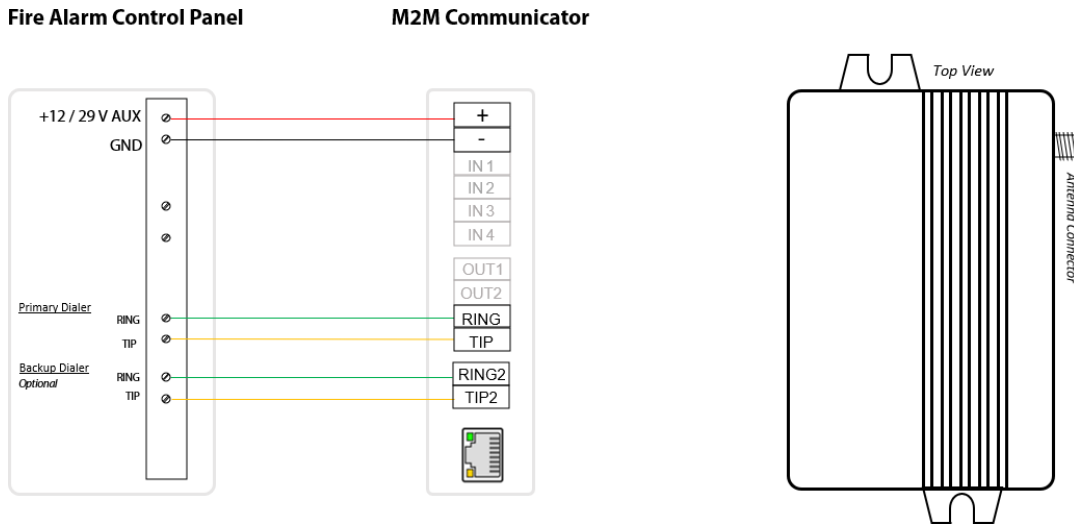 Fire Alarm Control Panel
M2M Communicator
Top View
+12 / 29 V AUX
GND
+
-
IN 1
IN 2
IN 3
IN 4
OUT1
OUT2
Primary Dialer
RING
TIP
RING
TIP
Backup Dialer
Optional
RING
TIP
RING2
TIP2
Antenna Connector